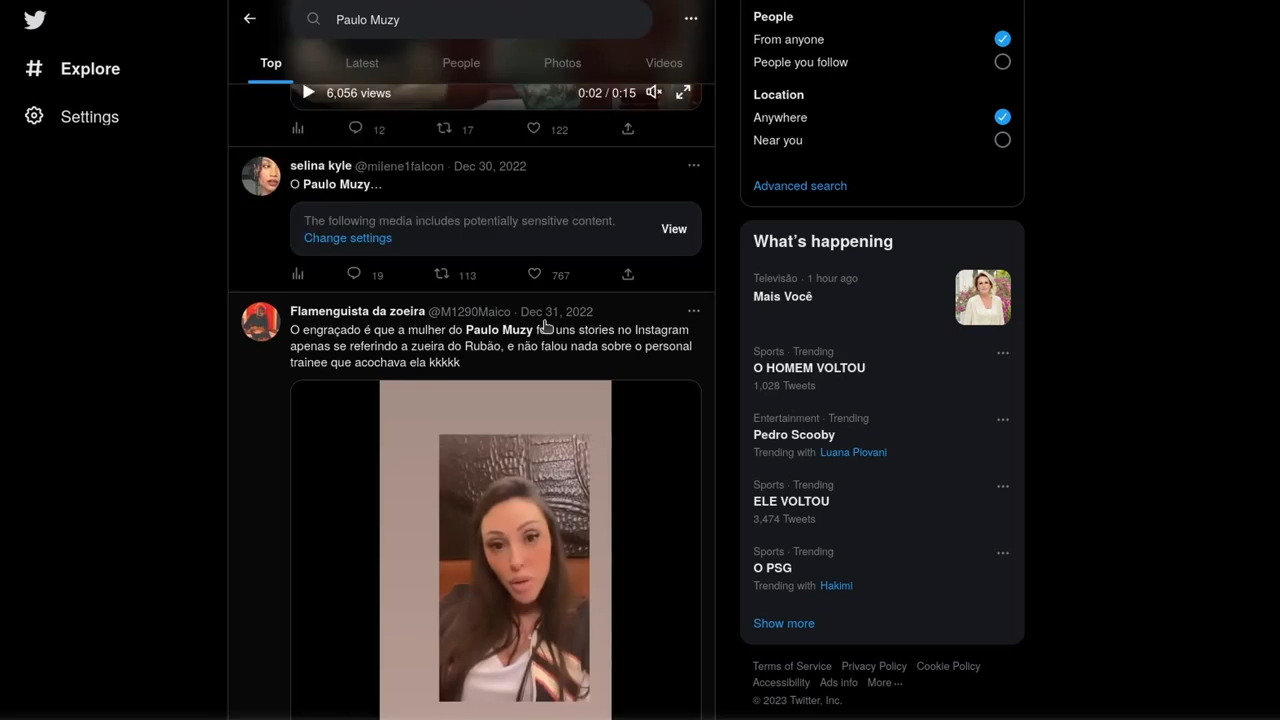 Paulo Muzy
Explore
Settings
Top
Latest
People
Photos
Videos
6,056 views
0:02 / 0:15
12
17
122
selina kyle @milene1falcon · Dec 30, 2022
O Paulo Muzy…
The following media includes potentially sensitive content.
Change settings
View
19
113
767
Flamenguista da zoeira @M1290Maico · Dec 31, 2022
O engraçado é que a mulher do Paulo Muzy uns stories no Instagram
apenas se referindo a zueira do Rubão, e não falou nada sobre o personal
trainee que acochava ela kkkkk
People
From anyone
People you follow
Location
Anywhere
Near you
Advanced search
What's happening
Televisão · 1 hour ago
Mais Você
Sports · Trending
O HOMEM VOLTOU
1,028 Tweets
Entertainment · Trending
Pedro Scooby
Trending with Luana Piovani
Sports · Trending
ELE VOLTOU
3,474 Tweets
Sports · Trending
O PSG
Trending with Hakimi
Show more
Terms of Service Privacy Policy Cookie Policy
Accessibility Ads info More ···
© 2023 Twitter, Inc.